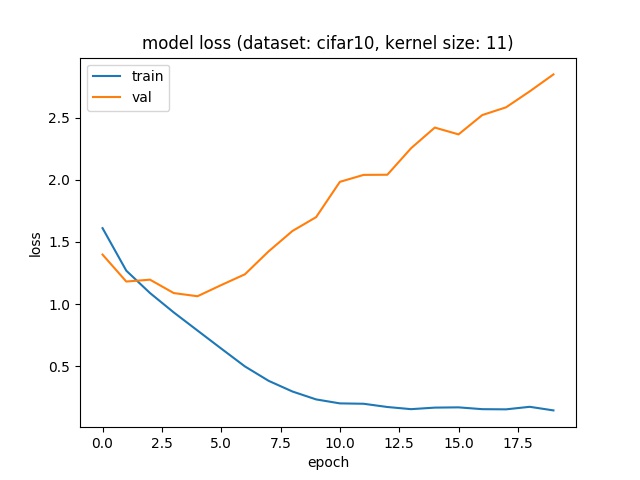 model loss (dataset: cifar10, kernel size: 11)
train
val
loss
2.5
2.0
1.5
1.0
0.5
0.0 2.5 5.0 7.5 10.0 12.5 15.0 17.5
epoch